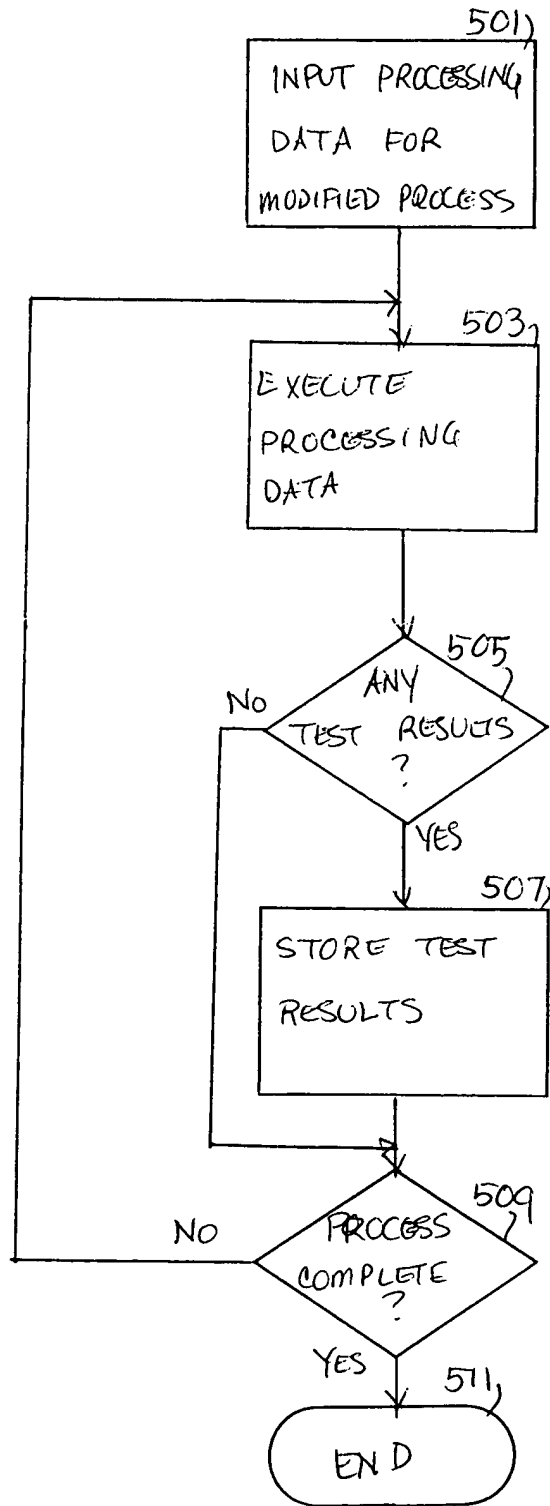 501
INPUT PROCESSING
DATA FOR
MODIFIED PROCESS
503
EXECUTE
PROCESSING
DATA
505
ANY
TEST RESULTS
?
NO
YES
507
STORE TEST
RESULTS
509
PROCESS
COMPLETE
?
NO
YES
511
END